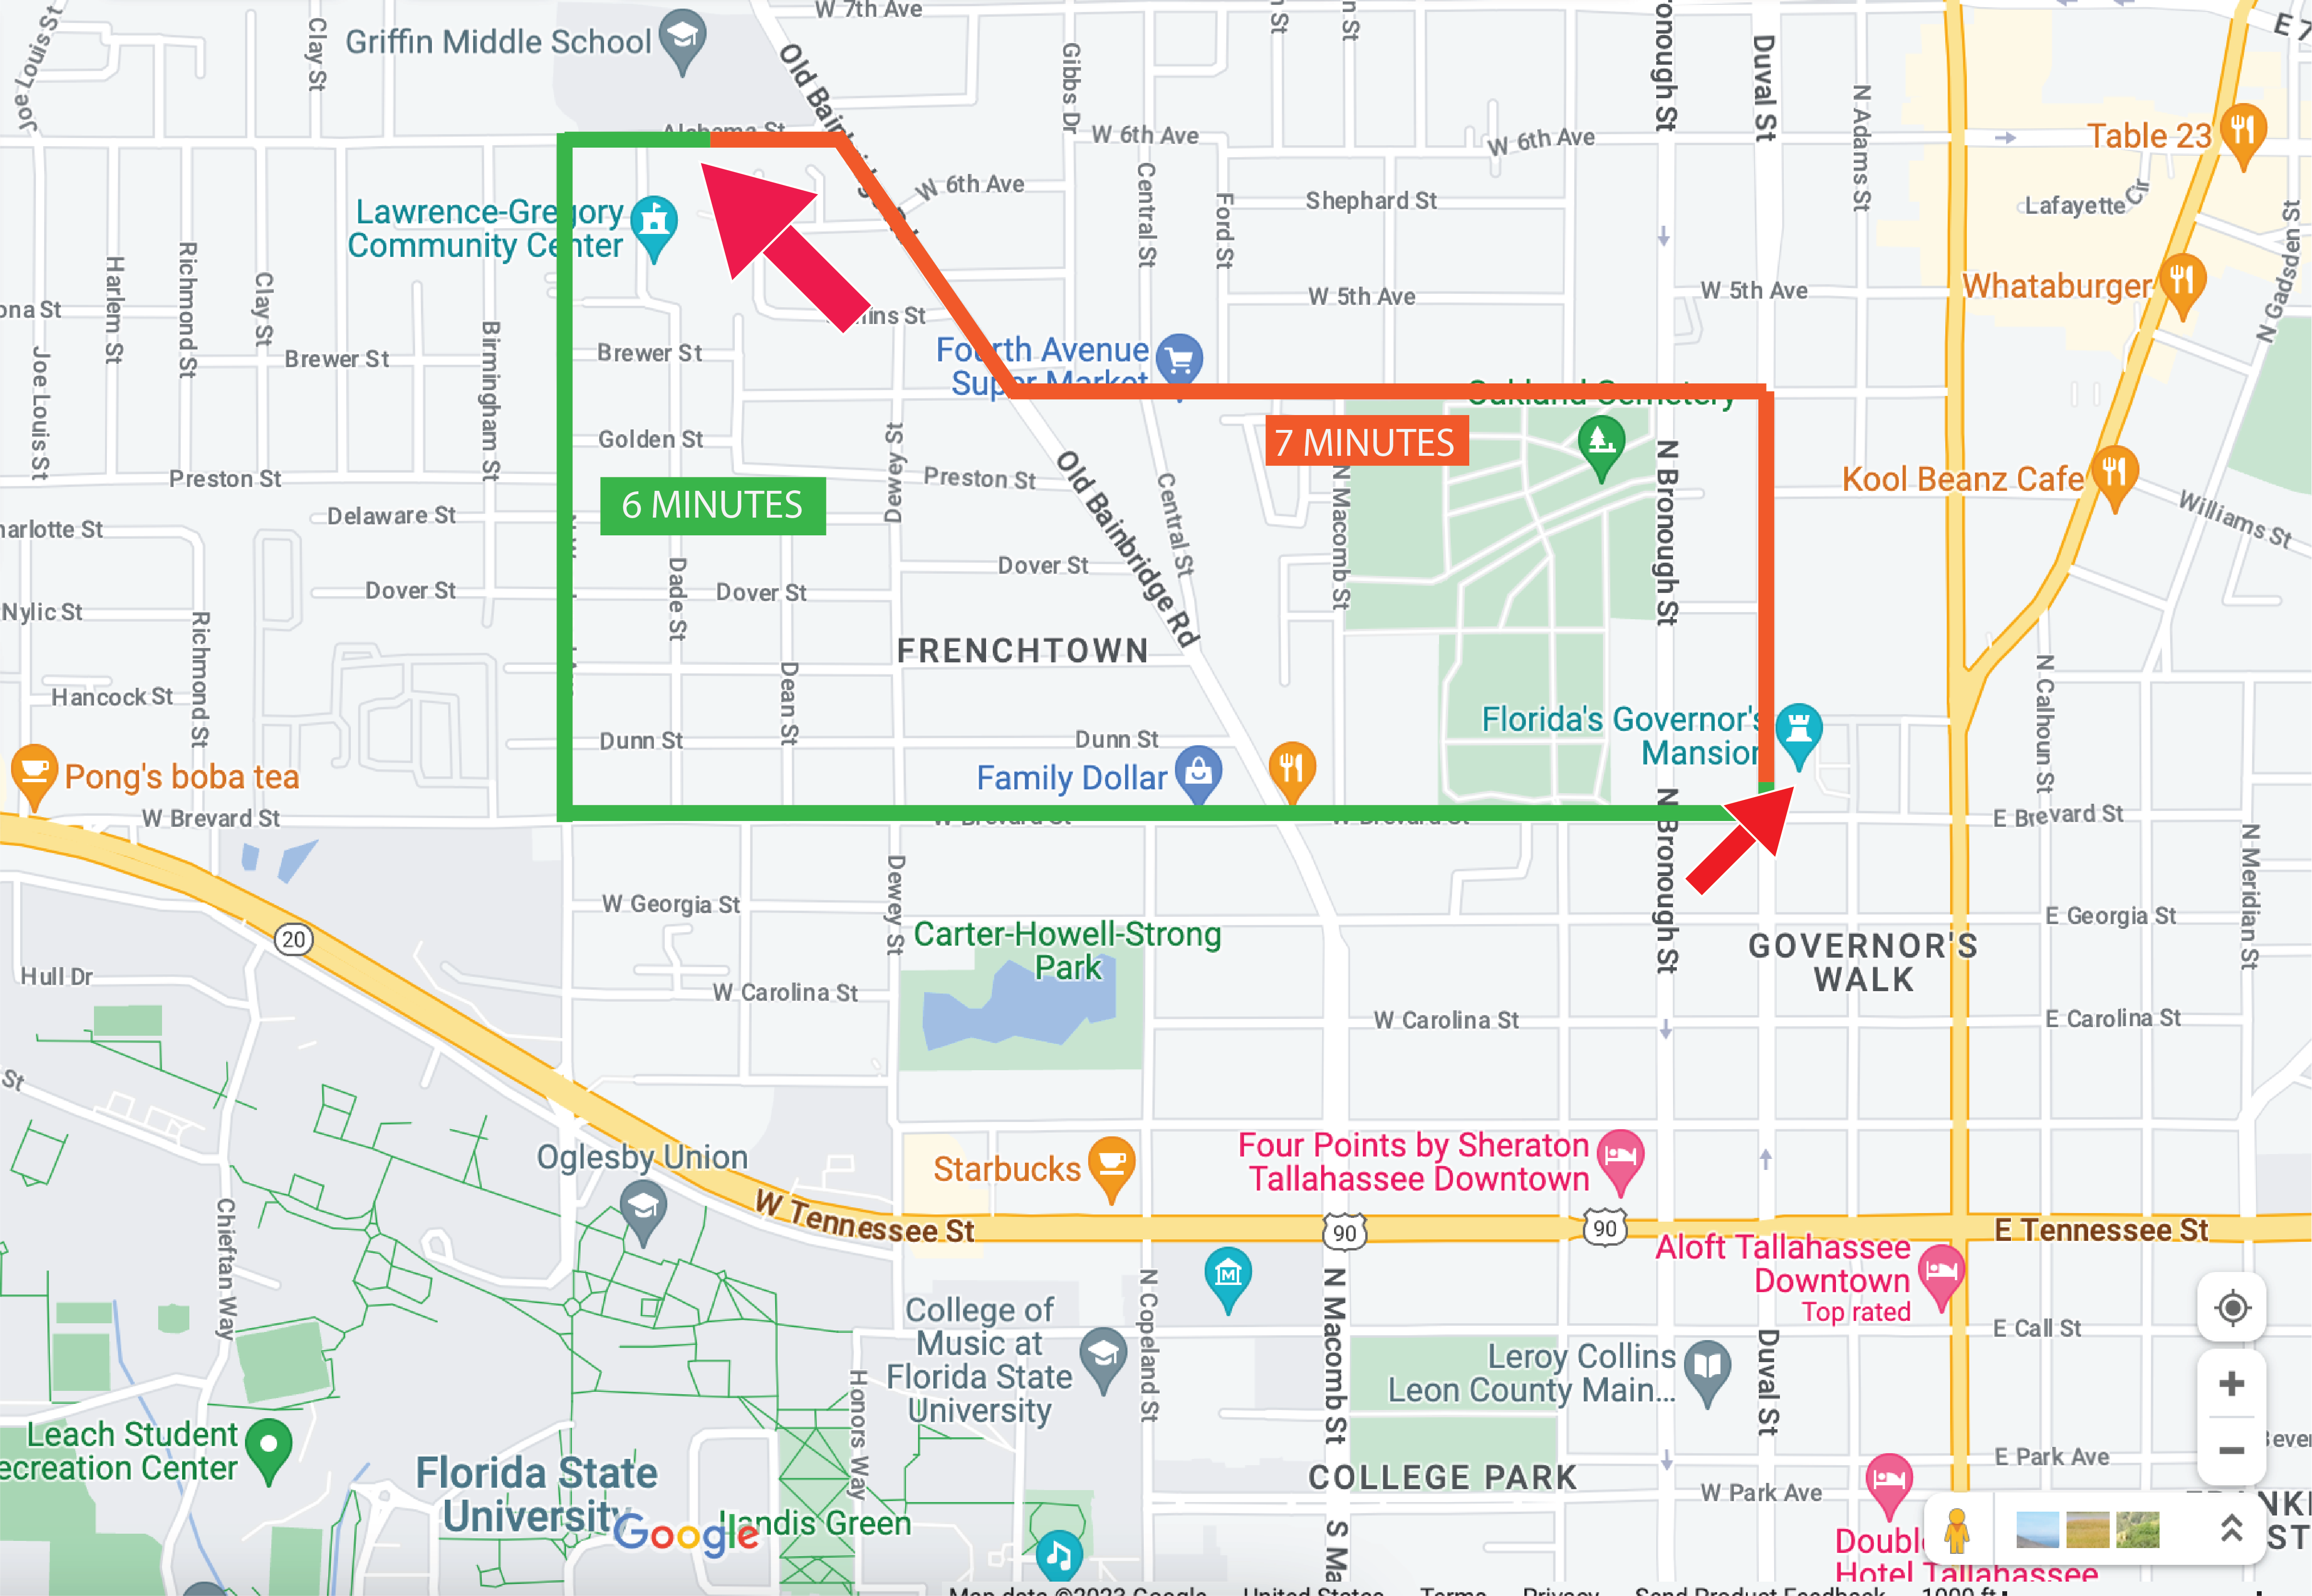 W 7th Ave
E 7
Joe Louis St
Clay St
Griffin Middle School
Old Bainbridge Rd
Gibbs Dr
n St
n St
onough St
Duval St
N Adams St
Alabama St
W 6th Ave
W 6th Ave
Table 23
Lawrence-Gregory
Community Center
W 6th Ave
Central St
Ford St
Shephard St
Lafayette Cir
N Gadsden St
Harlem St
Richmond St
Clay St
ona St
W 5th Ave
W 5th Ave
Whataburger
Joe Louis St
Brewer St
Birmingham St
Brewer St
Fourth Avenue
Super Market
Oakland Cemetery
7 MINUTES
Golden St
Dewey St
Preston St
Preston St
Old Bainbridge Rd
Central St
N Macomb St
N Bronough St
Kool Beanz Cafe
Williams St
6 MINUTES
Delaware St
harlotte St
Dover St
Dover St
Dover St
Dade St
Nylic St
Richmond St
FRENCHTOWN
Hancock St
Dean St
N Calhoun St
Florida's Governor's
Mansion
Dunn St
Dunn St
Pong's boba tea
Family Dollar
W Brevard St
W Brevard St
W Brevard St
N Bronough St
E Brevard St
N Meridian St
W Georgia St
Dewey St
E Georgia St
20
Carter-Howell-Strong
Park
GOVERNOR'S
WALK
Hull Dr
W Carolina St
W Carolina St
E Carolina St
St
Oglesby Union
Starbucks
Four Points by Sheraton
Tallahassee Downtown
W Tennessee St
90
90
E Tennessee St
Chieftan Way
Aloft Tallahassee
Downtown
Top rated
College of
Music at
Florida State
University
N Copeland St
N Macomb St
E Call St
Leroy Collins
Leon County Main...
Duval St
Honors Way
Leach Student
ecreation Center
E Park Ave
Bever
Florida State
University
COLLEGE PARK
W Park Ave
Google
Landis Green
S Ma
NKI
ST
Doubl
Hotel Tallahassee
Map data ©2023 Google United States Terms Privacy Send Product Feedback 1000 ft